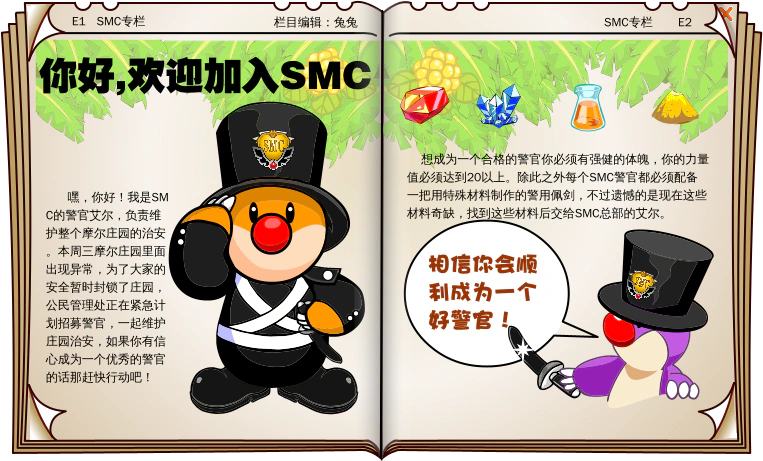 E1 SMC专栏
栏目编辑：兔兔
你好,欢迎加入SMC
SMC
嘿，你好！我是SM
C的警官艾尔，负责维
护整个摩尔庄园的治安
。本周三摩尔庄园里面
出现异常，为了大家的
安全暂时封锁了庄园，
公民管理处正在紧急计
划招募警官，一起维护
庄园治安，如果你有信
心成为一个优秀的警官
的话那赶快行动吧！
SMC专栏 E2
想成为一个合格的警官你必须有强健的体魄，你的力量
值必须达到20以上。除此之外每个SMC警官都必须配备
一把用特殊材料制作的警用佩剑，不过遗憾的是现在这些
材料奇缺，找到这些材料后交给SMC总部的艾尔。
相信你会顺
利成为一个
好警官！
SMC